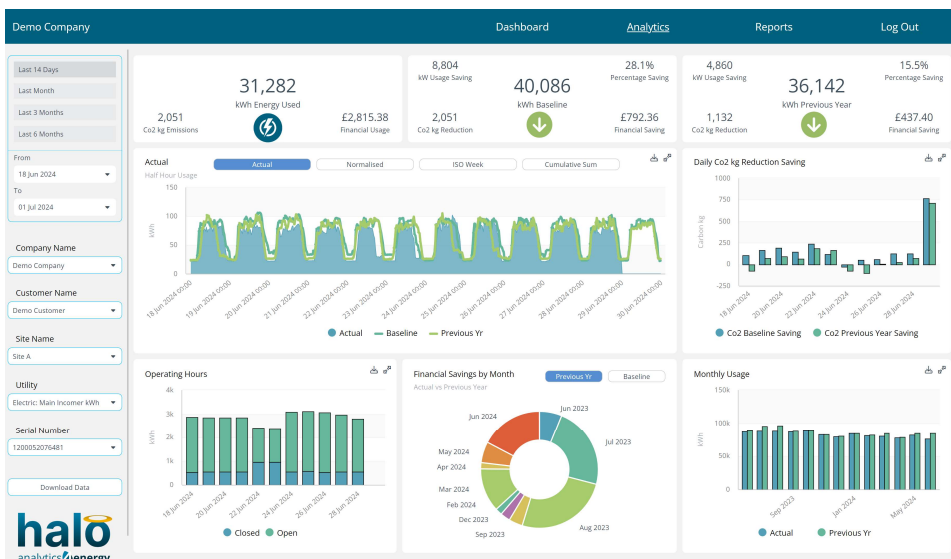 Demo Company
Dashboard
Analytics
Reports
Log Out
Last 14 Days
Last Month
Last 3 Months
Last 6 Months
From
18 Jun 2024
To
01 Jul 2024
Company Name
Demo Company
Customer Name
Demo Customer
Site Name
Site A
Utility
Electric: Main Incomer kWh
Serial Number
1200052076481
Download Data
halo
analytics4energy
31,282
kWh Energy Used
2,051
Co2 kg Emissions
£2,815.38
Financial Usage
8,804
kW Usage Saving
28.1%
Percentage Saving
40,086
kWh Baseline
2,051
Co2 kg Reduction
£792.36
Financial Saving
4,860
kW Usage Saving
15.5%
Percentage Saving
36,142
kWh Previous Year
1,132
Co2 kg Reduction
£437.40
Financial Saving
Actual
Half Hour Usage
Actual
Normalised
ISO Week
Cumulative Sum
150
100
50
0
kWh
18 Jun 2024 00:00
19 Jun 2024 00:00
20 Jun 2024 00:00
21 Jun 2024 00:00
22 Jun 2024 00:00
23 Jun 2024 00:00
24 Jun 2024 00:00
25 Jun 2024 00:00
26 Jun 2024 00:00
27 Jun 2024 00:00
28 Jun 2024 00:00
29 Jun 2024 00:00
30 Jun 2024 00:00
Actual
Baseline
Previous Yr
Daily Co2 kg Reduction Saving
1000
750
500
250
0
-250
Carbon kg
18 Jun 2024
20 Jun 2024
22 Jun 2024
24 Jun 2024
26 Jun 2024
28 Jun 2024
Co2 Baseline Saving
Co2 Previous Year Saving
Operating Hours
4k
3k
2k
1k
0
kWh
18 Jun 2024
20 Jun 2024
22 Jun 2024
24 Jun 2024
26 Jun 2024
28 Jun 2024
Closed
Open
Financial Savings by Month
Actual vs Previous Year
Previous Yr
Baseline
Jun 2024
Jun 2023
Jul 2023
May 2024
Apr 2024
Mar 2024
Feb 2024
Dec 2023
Sep 2023
Aug 2023
Monthly Usage
150k
100k
50k
0
kWh
Sep 2023
Jan 2024
May 2024
Actual
Previous Yr